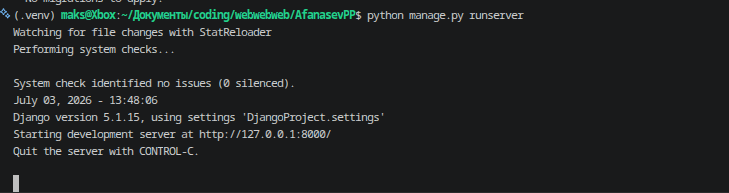 No migrations to apply.
(.venv) maks@Xbox:~/Документы/coding/webwebweb/AfanasevPP$ python manage.py runserver
Watching for file changes with StatReloader
Performing system checks...
System check identified no issues (0 silenced).
July 03, 2026 - 13:48:06
Django version 5.1.15, using settings 'DjangoProject.settings'
Starting development server at http://127.0.0.1:8000/
Quit the server with CONTROL-C.